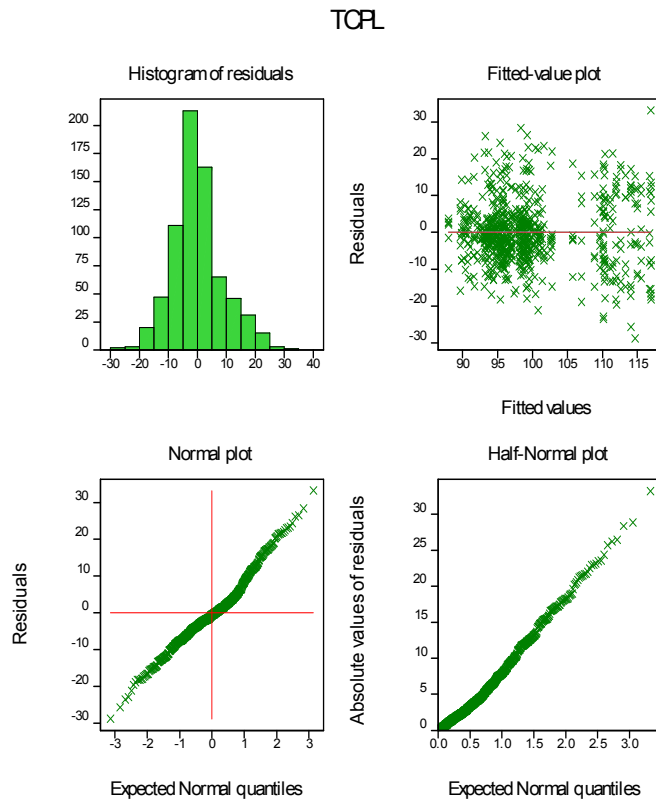 TCPL
Histogram of residuals
200
150
100
75
50
25
0
-30 -20 -10 0 10 20 30 40
Fitted-value plot
Residuals
30
20
10
0
-10
-20
-30
90 95 100 105 110 115
Fitted values
Normal plot
Residuals
30
20
10
0
-10
-20
-30
-3 -2 -1 0 1 2 3
Expected Normal quantiles
Half-Normal plot
Absolute values of residuals
30
25
20
15
10
5
0
0.0 0.5 1.0 1.5 2.0 2.5 3.0
Expected Normal quantiles